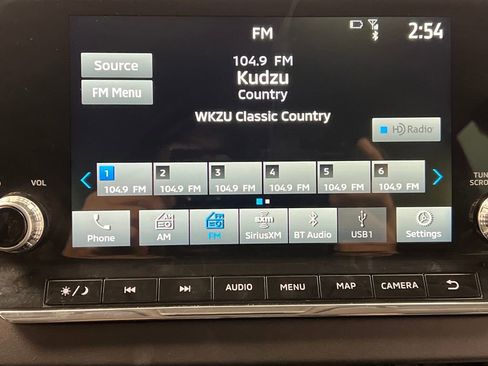 FM
2:54
Source
104.9 FM
Kudzu
FM Menu
Country
WKZU Classic Country
HD Radio
1 2 3 4 5 6
104.9 FM 104.9 FM 104.9 FM 104.9 FM 104.9 FM 104.9 FM
VOL
TUN
SCROL
Phone AM FM SiriusXM BT Audio USB1 Settings
AUDIO MENU MAP CAMERA